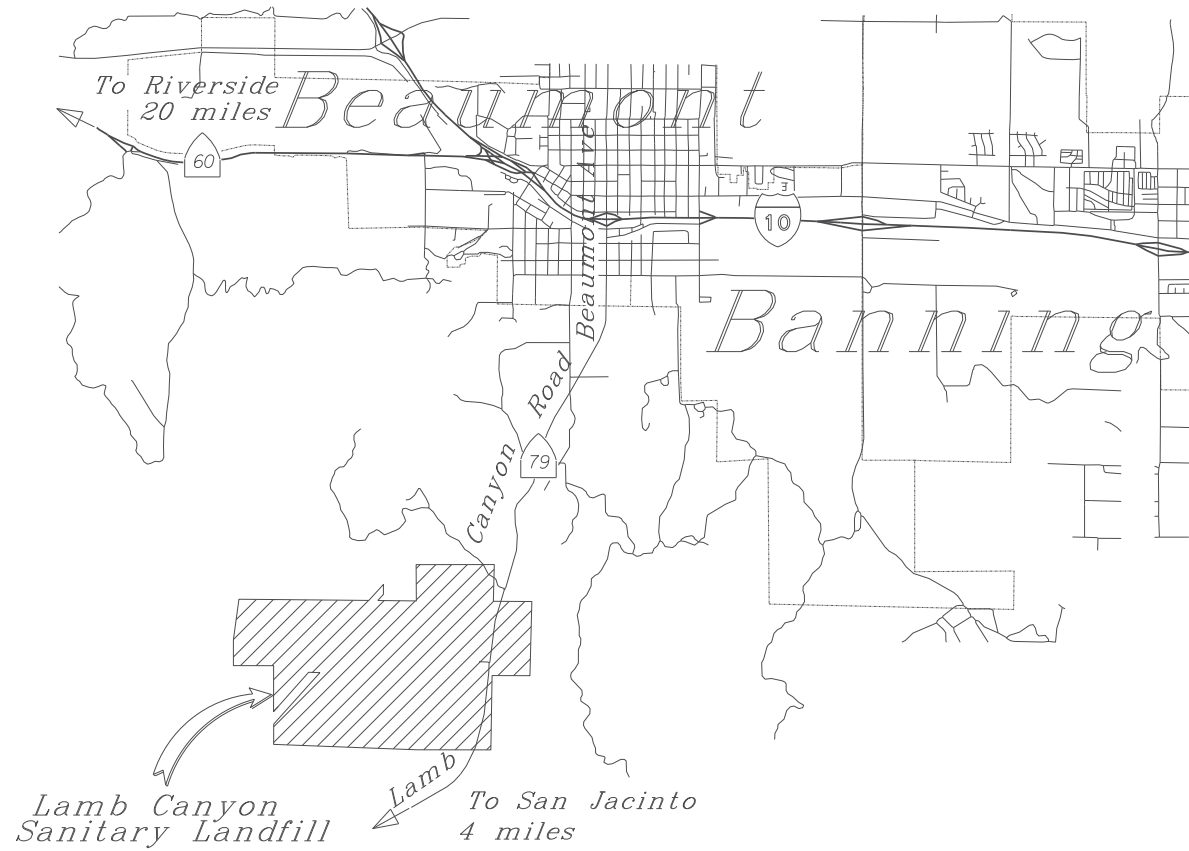 To Riverside
20 miles
Beaumont
60
Beaumont Ave.
10
Banning
Canyon Road
79
Lamb
Lamb Canyon
Sanitary Landfill
To San Jacinto
4 miles